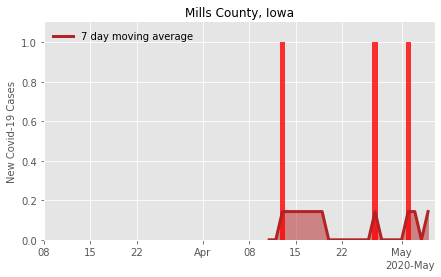 Mills County, Iowa
7 day moving average
New Covid-19 Cases
1.0
0.8
0.6
0.4
0.2
0.0
08 15 22 Apr 08 15 22 May
2020-May